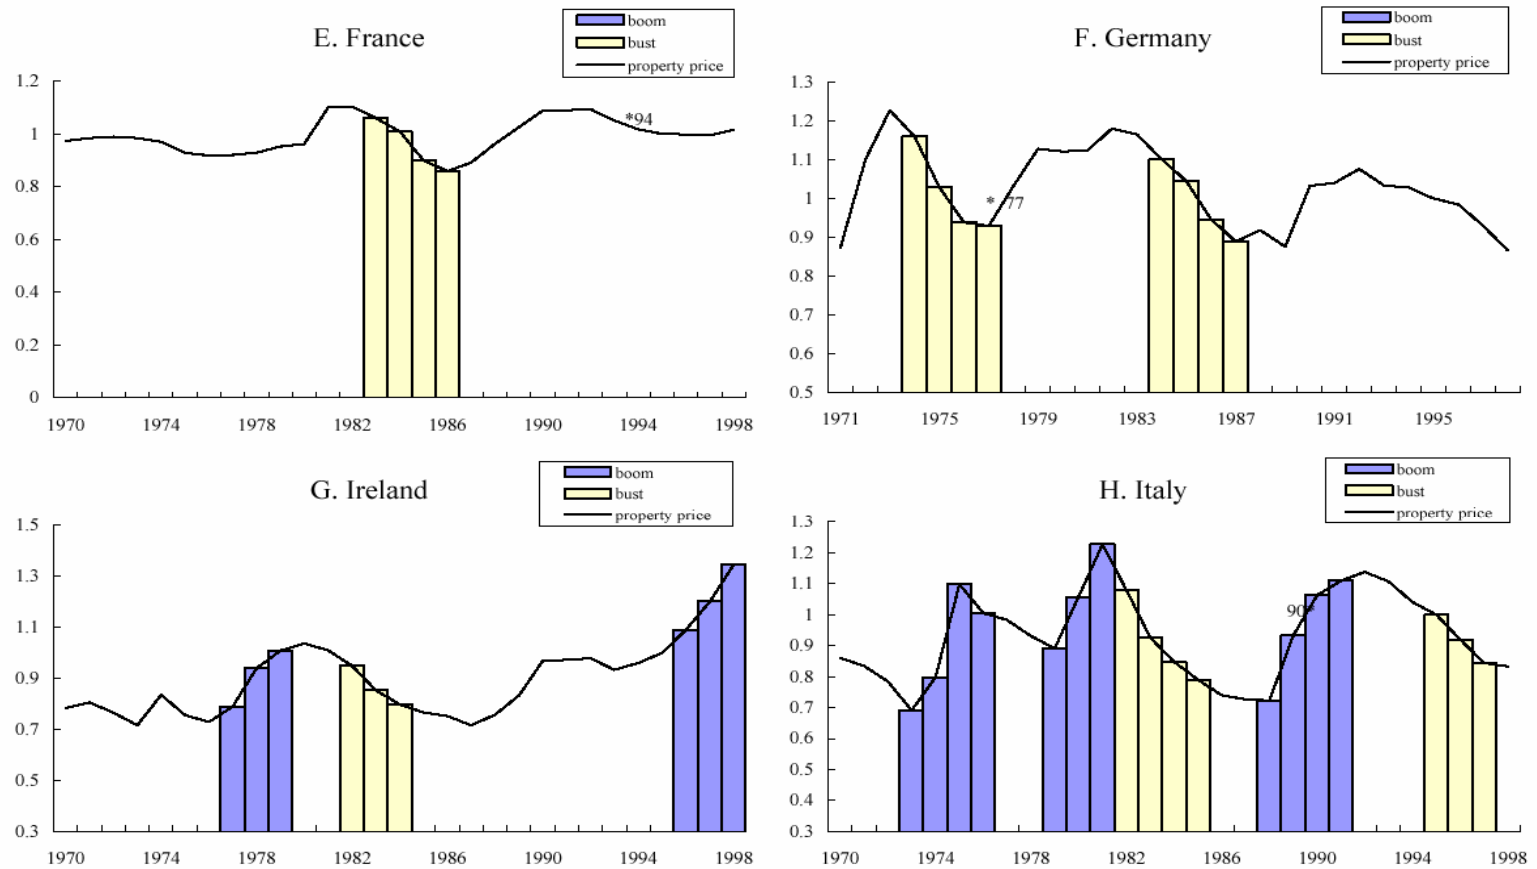 E. France
boom
bust
property price
1.2
1
0.8
0.6
0.4
0.2
0
*94
1970 1974 1978 1982 1986 1990 1994 1998
F. Germany
boom
bust
property price
1.3
1.2
1.1
1
0.9
0.8
0.7
0.6
0.5
* 77
1971 1975 1979 1983 1987 1991 1995
G. Ireland
boom
bust
property price
1.5
1.3
1.1
0.9
0.7
0.5
0.3
1970 1974 1978 1982 1986 1990 1994 1998
H. Italy
boom
bust
property price
1.3
1.2
1.1
1
0.9
0.8
0.7
0.6
0.5
0.4
0.3
90*
1970 1974 1978 1982 1986 1990 1994 1998